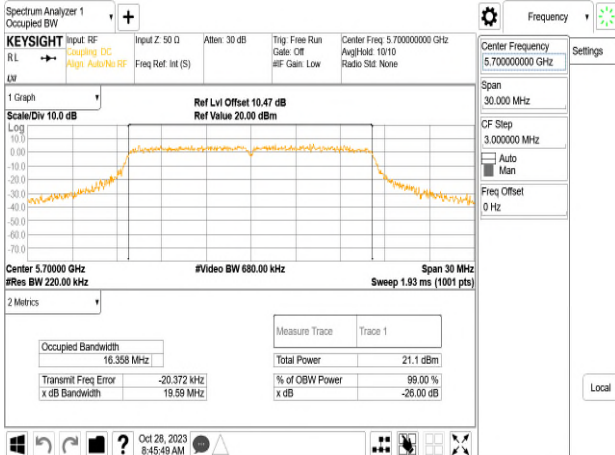 Spectrum Analyzer 1
Occupied BW
+
Frequency
KEYSIGHT
RL
Input: RF
Coupling: DC
Align: Auto/No RF
Input Z: 50 Ω
Freq Ref: Int (S)
Atten: 30 dB
Trig: Free Run
Gate: Off
#IF Gain: Low
Center Freq: 5.700000000 GHz
Avg|Hold: 10/10
Radio Std: None
Center Frequency
5.700000000 GHz
Settings
Span
30.000 MHz
CF Step
3.000000 MHz
Auto
Man
Freq Offset
0 Hz
Local
1 Graph
Scale/Div 10.0 dB
Ref Lvl Offset 10.47 dB
Ref Value 20.00 dBm
Log
10.0
0.00
-10.0
-20.0
-30.0
-40.0
-50.0
-60.0
-70.0
Center 5.70000 GHz
#Res BW 220.00 kHz
#Video BW 680.00 kHz
Span 30 MHz
Sweep 1.93 ms (1001 pts)
2 Metrics
Measure Trace Trace 1
Occupied Bandwidth
16.358 MHz
Total Power 21.1 dBm
Transmit Freq Error -20.372 kHz
% of OBW Power 99.00 %
x dB Bandwidth 19.59 MHz
x dB -26.00 dB
?
Oct 28, 2023
8:45:49 AM